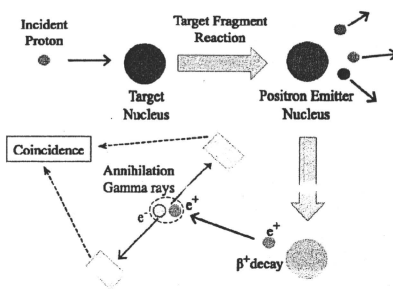 Incident
Proton
Target Fragment
Reaction
Target
Nucleus
Positron Emitter
Nucleus
Coincidence
Annihilation
Gamma rays
e⁻
e⁺
e⁺
β⁺decay